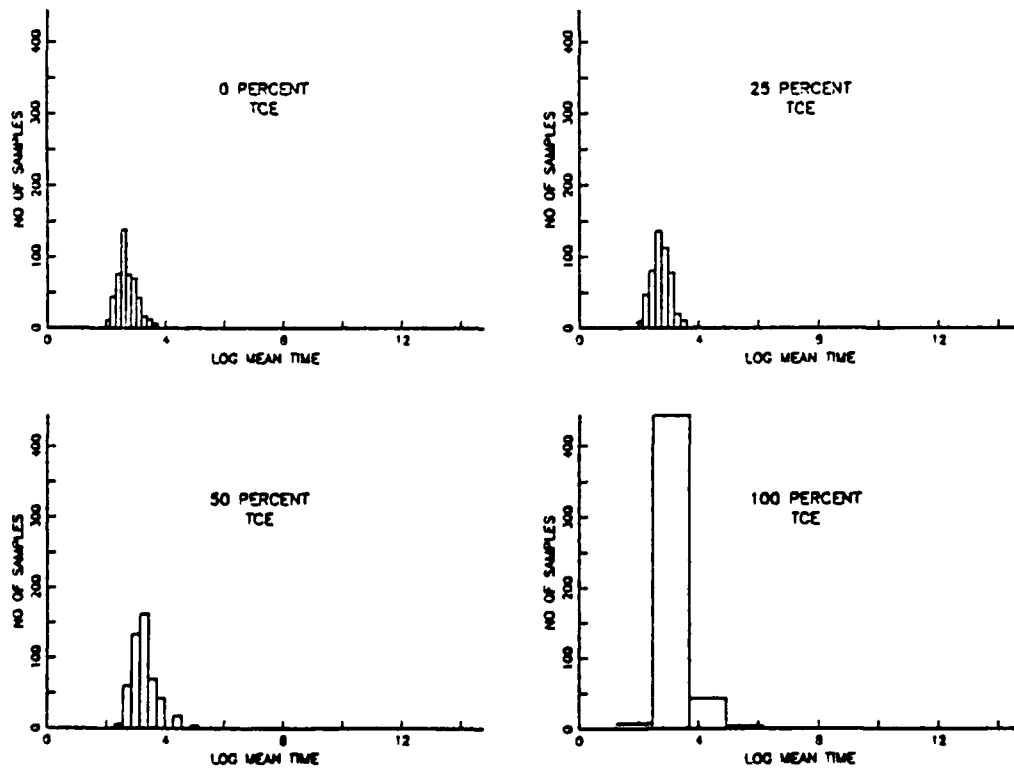 400
300
200
100
0
NO OF SAMPLES
0 PERCENT
TCE
0 4 8 12
LOG MEAN TIME
400
300
200
100
0
NO OF SAMPLES
25 PERCENT
TCE
0 4 8 12
LOG MEAN TIME
400
300
200
100
0
NO OF SAMPLES
50 PERCENT
TCE
0 4 8 12
LOG MEAN TIME
400
300
200
100
0
NO OF SAMPLES
100 PERCENT
TCE
0 4 8 12
LOG MEAN TIME